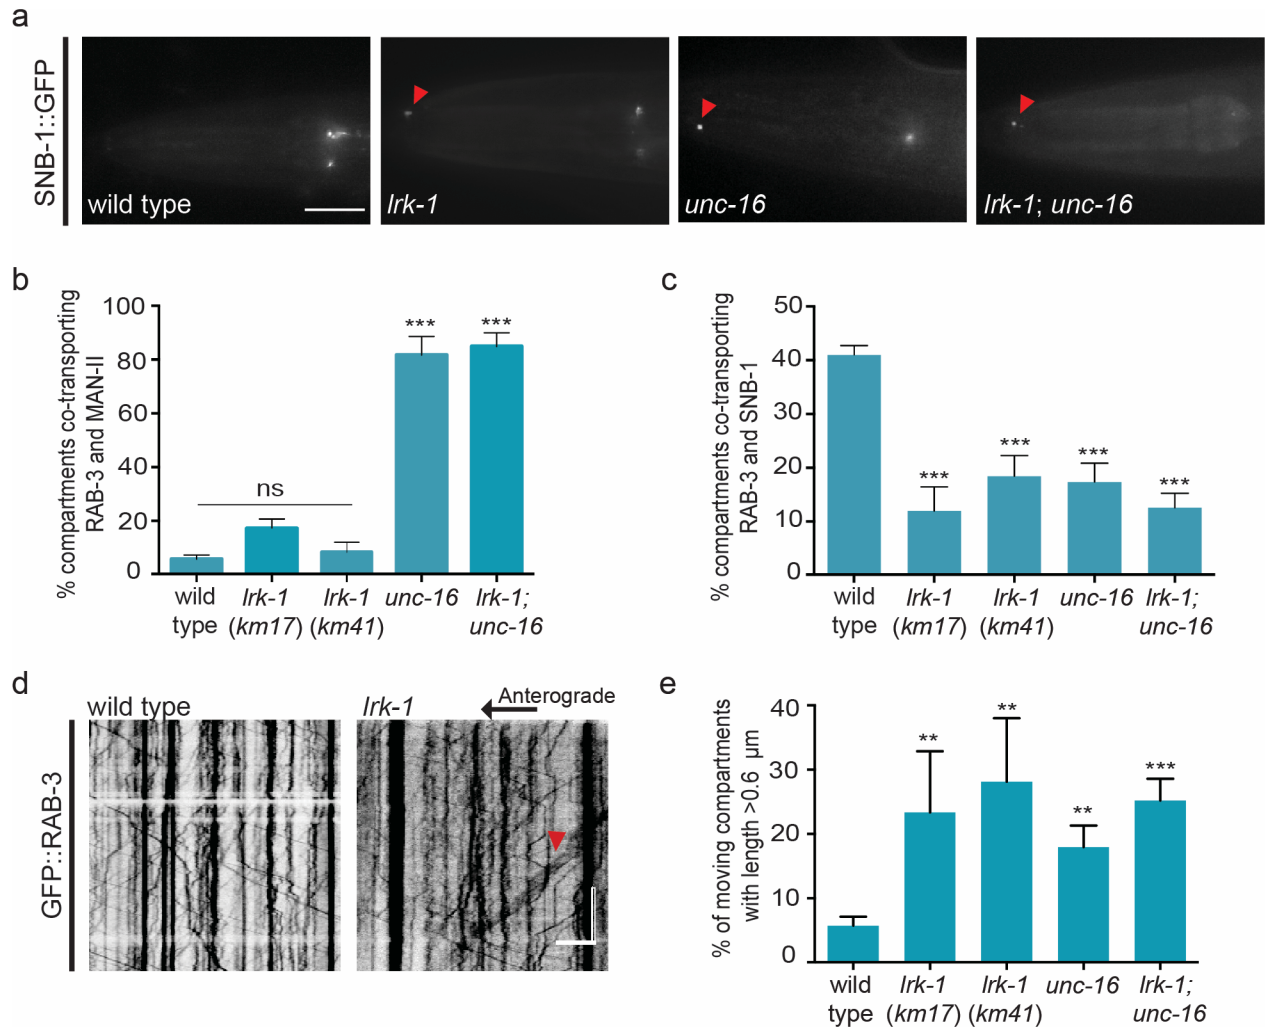 a
SNB-1::GFP
wild type
lrk-1
unc-16
lrk-1; unc-16
b
% compartments co-transporting
RAB-3 and MAN-II
100
80
60
40
20
0
ns
***
***
wild
type
lrk-1
(km17)
lrk-1
(km41)
unc-16
lrk-1;
unc-16
c
% compartments co-transporting
RAB-3 and SNB-1
50
40
30
20
10
0
***
***
***
***
wild
type
lrk-1
(km17)
lrk-1
(km41)
unc-16
lrk-1;
unc-16
d
GFP::RAB-3
wild type
lrk-1
Anterograde
e
% of moving compartments
with length >0.6 µm
40
30
20
10
0
**
**
**
***
wild
type
lrk-1
(km17)
lrk-1
(km41)
unc-16
lrk-1;
unc-16